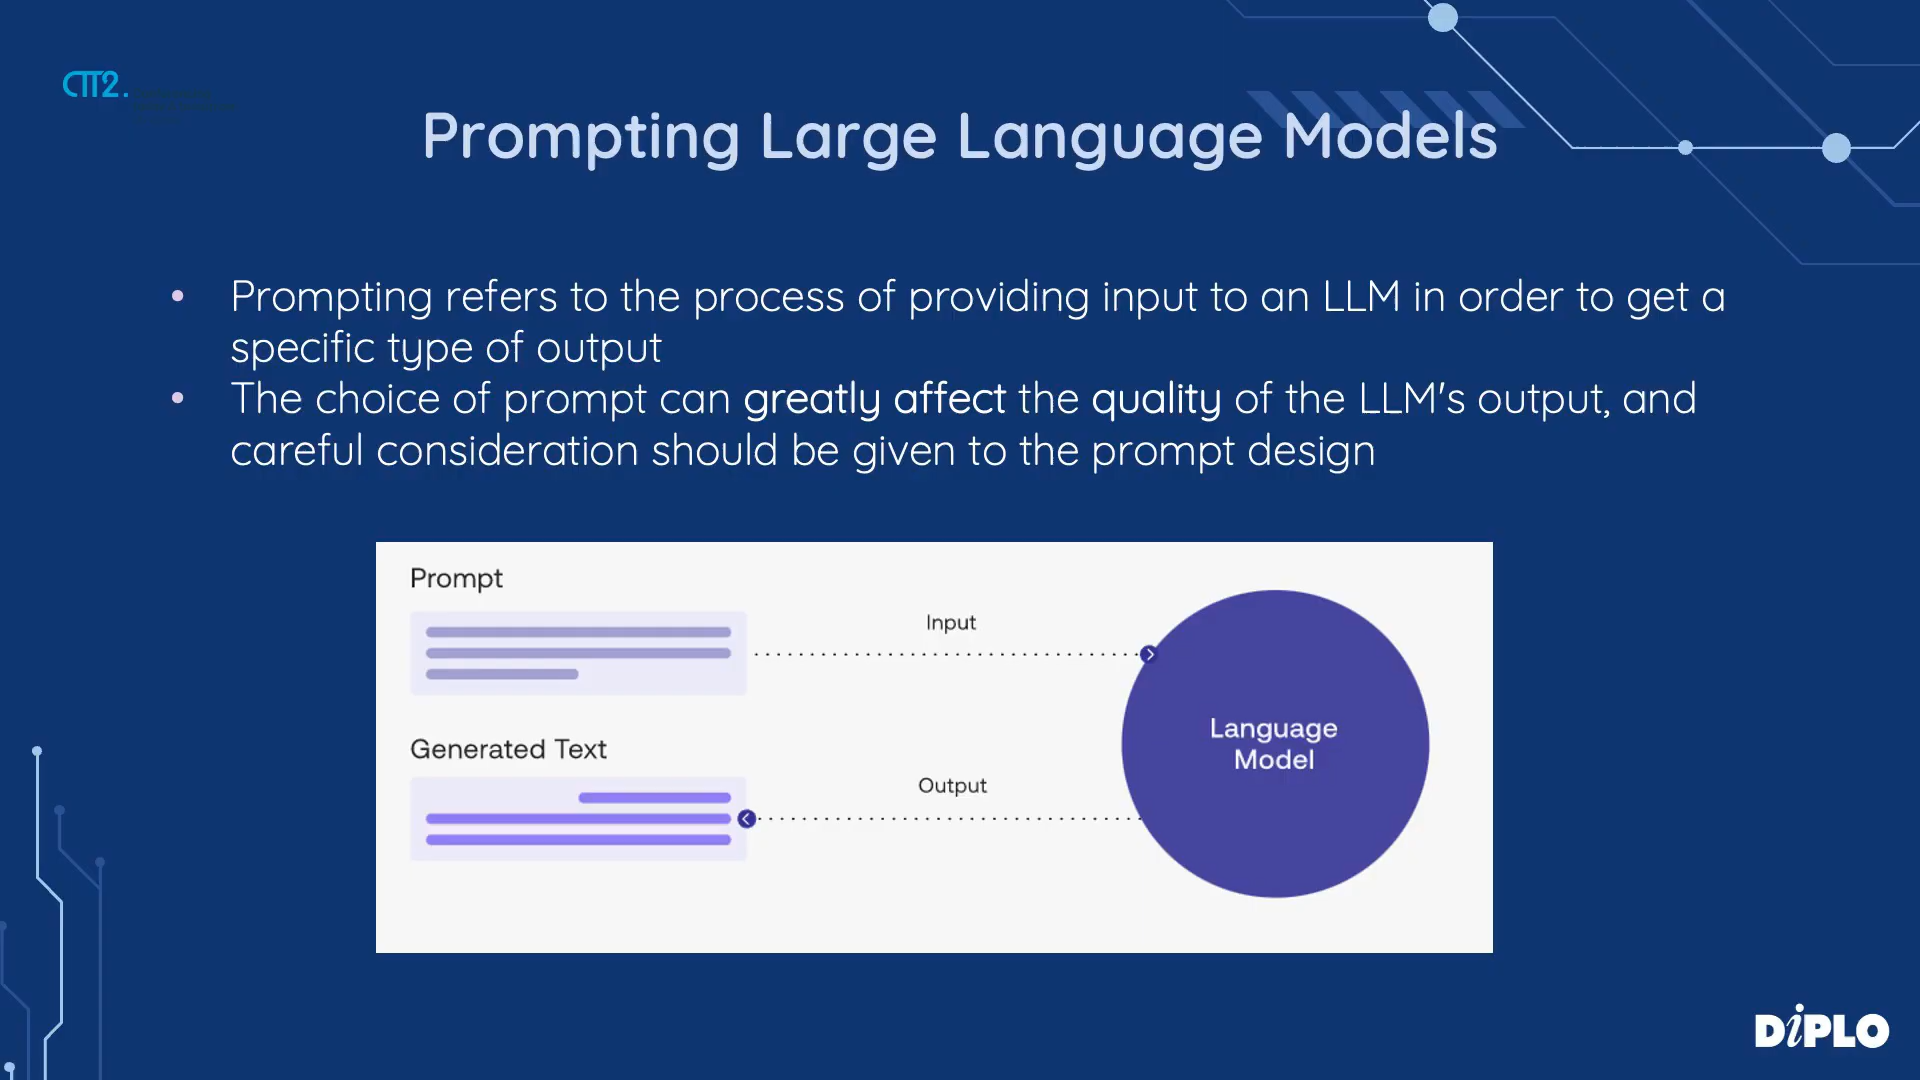 Prompting Large Language Models
• Prompting refers to the process of providing input to an LLM in order to get a
specific type of output
• The choice of prompt can greatly affect the quality of the LLM's output, and
careful consideration should be given to the prompt design
Prompt
Input
Language
Model
Generated Text
Output
DiPLO